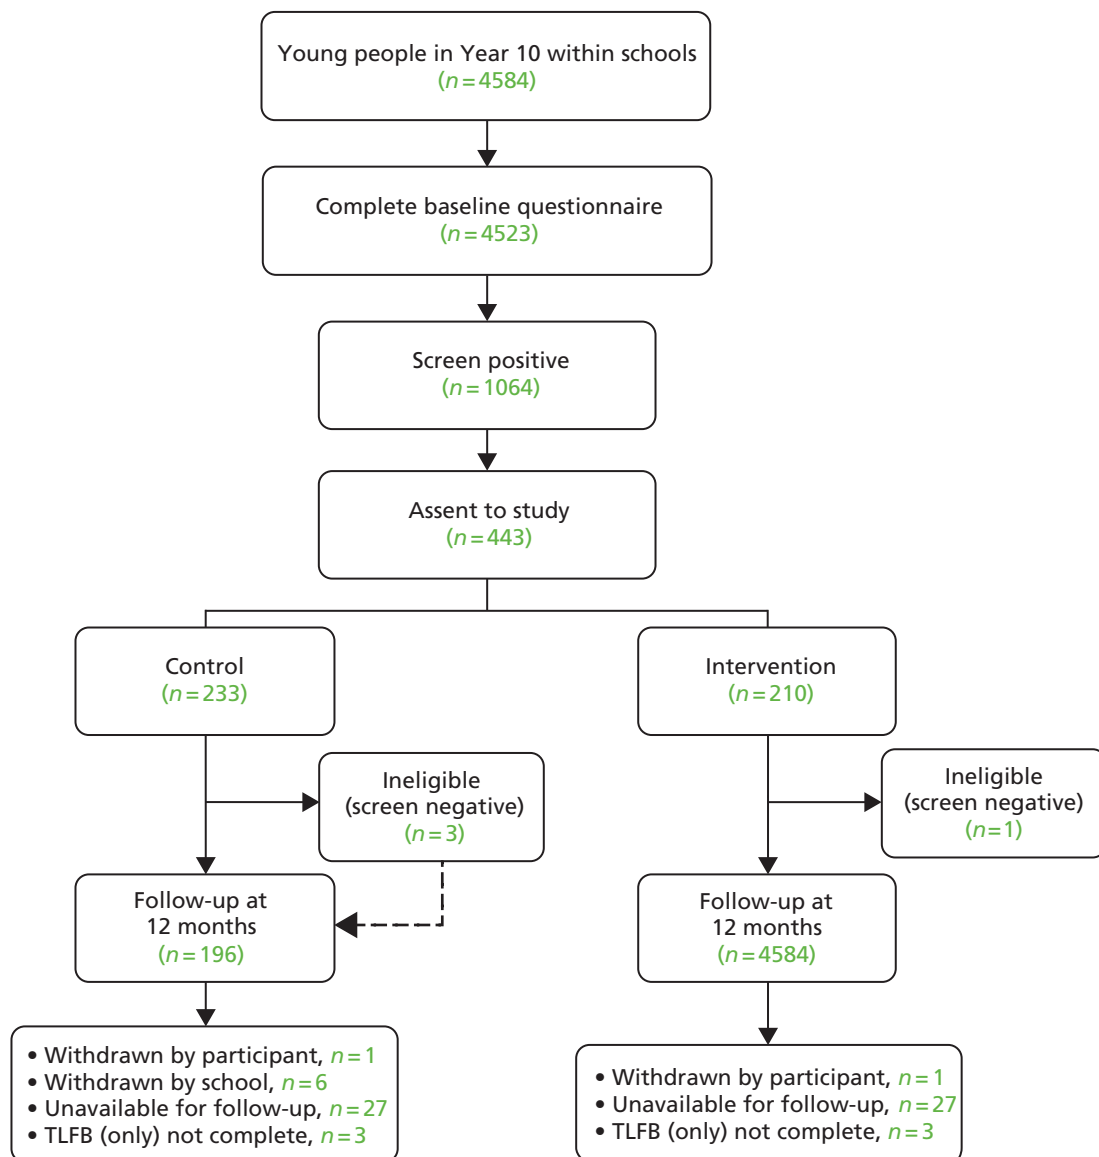 Young people in Year 10 within schools
(n=4584)
Complete baseline questionnaire
(n=4523)
Screen positive
(n=1064)
Assent to study
(n=443)
Control
(n=233)
Intervention
(n=210)
Ineligible
(screen negative)
(n=3)
Ineligible
(screen negative)
(n=1)
Follow-up at
12 months
(n=196)
Follow-up at
12 months
(n=4584)
• Withdrawn by participant, n=1
• Withdrawn by school, n=6
• Unavailable for follow-up, n=27
• TLFB (only) not complete, n=3
• Withdrawn by participant, n=1
• Unavailable for follow-up, n=27
• TLFB (only) not complete, n=3